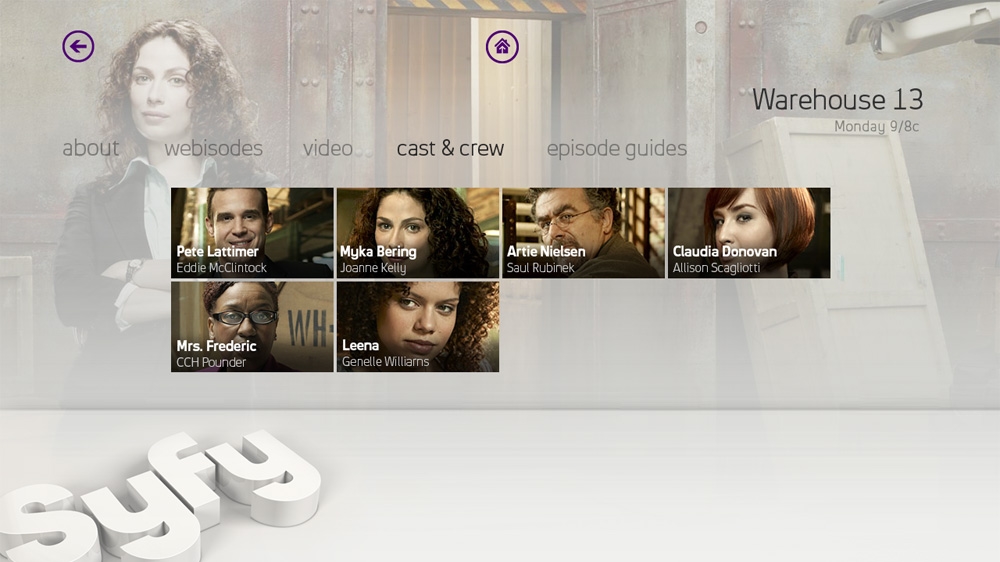 Warehouse 13
Monday 9/8c
about
webisodes
video
cast & crew
episode guides
Pete Lattimer
Eddie McClintock
Myka Bering
Joanne Kelly
Artie Nielsen
Saul Rubinek
Claudia Donovan
Allison Scagliotti
WH-
Mrs. Frederic
CCH Pounder
Leena
Genelle Williams
Syfy